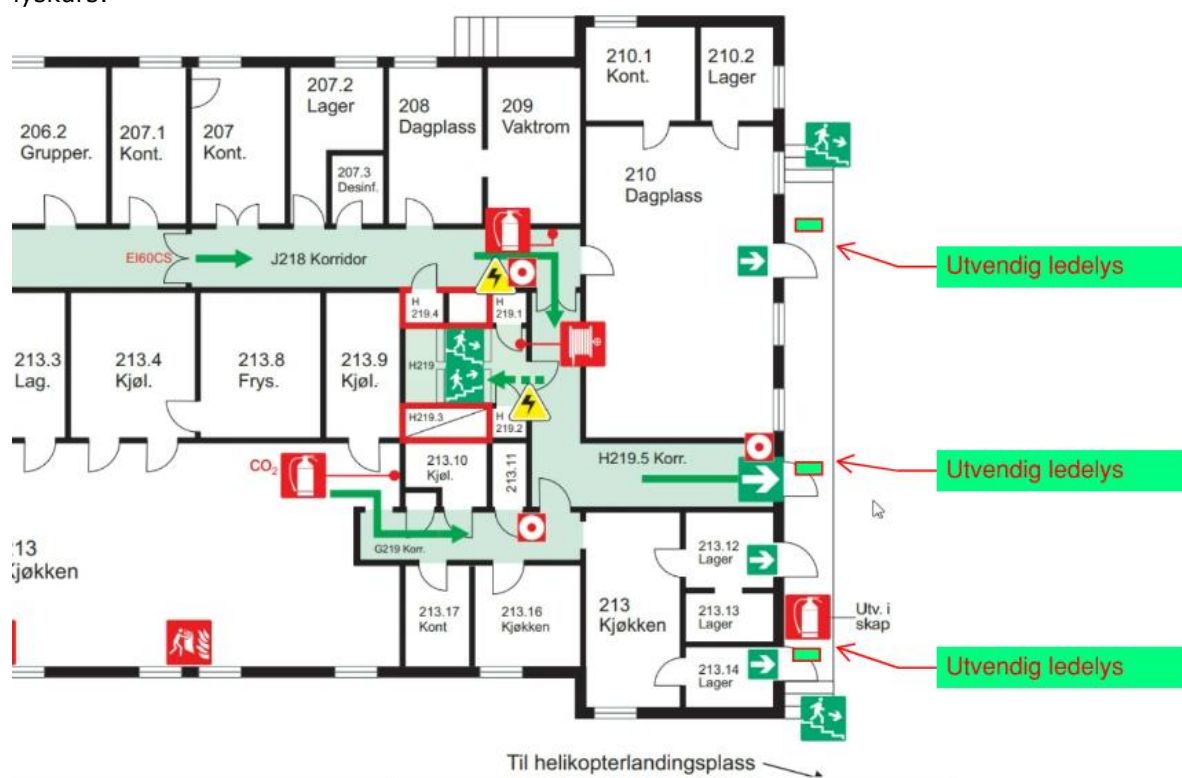 210.1
Kont.
210.2
Lager
207.2
Lager
206.2
Grupper.
207.1
Kont.
207
Kont.
208
Dagplass
209
Vaktrom
207.3
Desinf.
210
Dagplass
EI60CS
J218 Korridor
Utvendig ledelys
H
219.4
H
219.1
213.3
Lag.
213.4
Kjøl.
213.8
Frys.
213.9
Kjøl.
H219
H219.3
H
219.2
CO₂
213.10
Kjøl.
213.11
H219.5 Korr.
Utvendig ledelys
G219 Korr.
13
Kjøkken
213.12
Lager
213.17
Kont
213.16
Kjøkken
213
Kjøkken
213.13
Lager
Utv. i
skap
213.14
Lager
Utvendig ledelys
Til helikopterlandingsplass